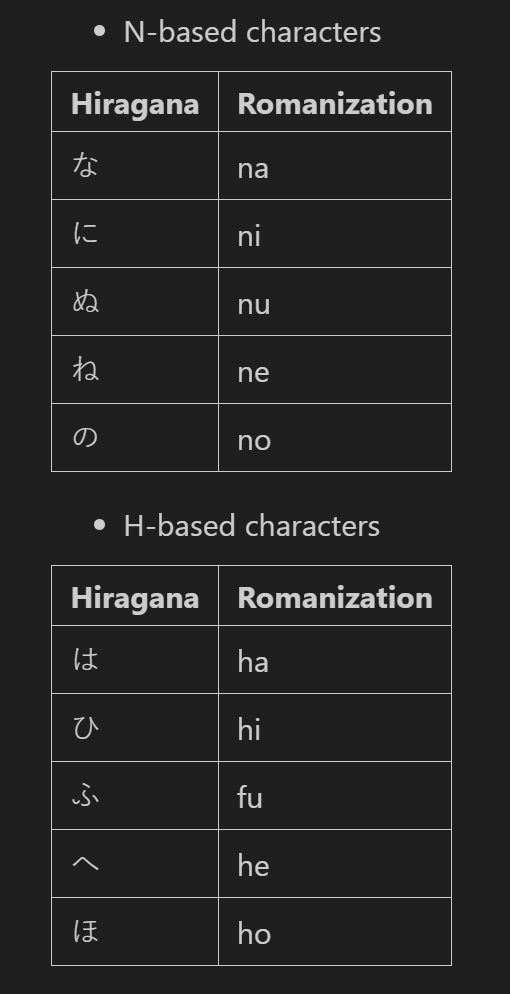 N-based characters
Hiragana Romanization
な na
に ni
ぬ nu
ね ne
の no
H-based characters
Hiragana Romanization
は ha
ひ hi
ふ fu
へ he
ほ ho